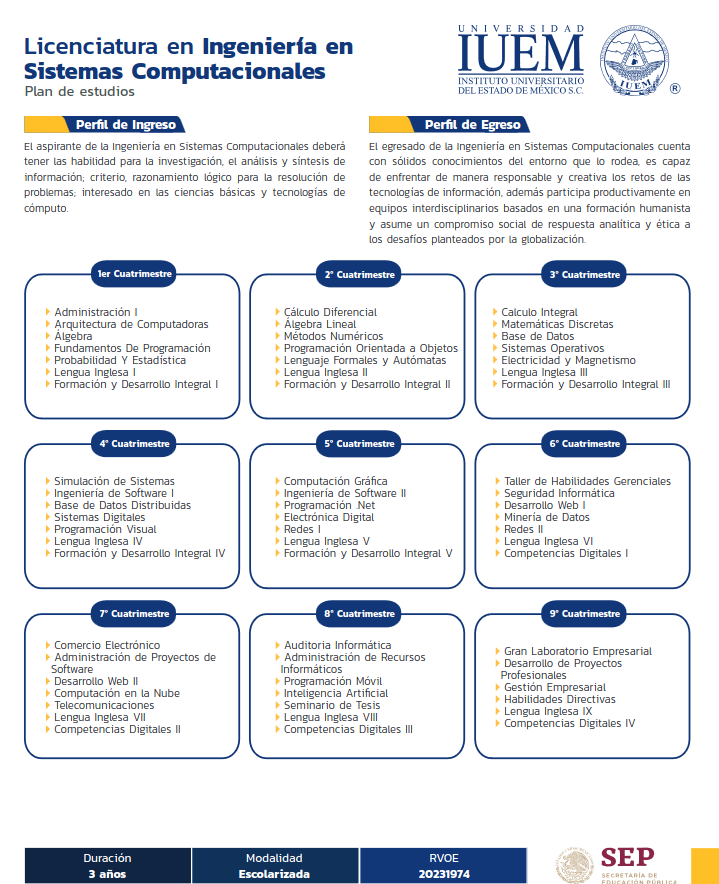 Licenciatura en Ingeniería en
Sistemas Computacionales
Plan de estudios
UNIVERSIDAD
IUEM
INSTITUTO UNIVERSITARIO
DEL ESTADO DE MÉXICO S.C.
IUEM
®
Perfil de Ingreso
El aspirante de la Ingeniería en Sistemas Computacionales deberá
tener las habilidad para la investigación, el análisis y síntesis de
información; criterio, razonamiento lógico para la resolución de
problemas; interesado en las ciencias básicas y tecnologías de
cómputo.
Perfil de Egreso
El egresado de la Ingeniería en Sistemas Computacionales cuenta
con sólidos conocimientos del entorno que lo rodea, es capaz
de enfrentar de manera responsable y creativa los retos de las
tecnologías de información, además participa productivamente en
equipos interdisciplinarios basados en una formación humanista
y asume un compromiso social de respuesta analítica y ética a
los desafíos planteados por la globalización.
1er Cuatrimestre
Administración I
Arquitectura de Computadoras
Álgebra
Fundamentos De Programación
Probabilidad Y Estadística
Lengua Inglesa I
Formación y Desarrollo Integral I
2° Cuatrimestre
Cálculo Diferencial
Álgebra Lineal
Métodos Numéricos
Programación Orientada a Objetos
Lenguaje Formales y Autómatas
Lengua Inglesa II
Formación y Desarrollo Integral II
3° Cuatrimestre
Calculo Integral
Matemáticas Discretas
Base de Datos
Sistemas Operativos
Electricidad y Magnetismo
Lengua Inglesa III
Formación y Desarrollo Integral III
4° Cuatrimestre
Simulación de Sistemas
Ingeniería de Software I
Base de Datos Distribuidas
Sistemas Digitales
Programación Visual
Lengua Inglesa IV
Formación y Desarrollo Integral IV
5° Cuatrimestre
Computación Gráfica
Ingeniería de Software II
Programación .Net
Electrónica Digital
Redes I
Lengua Inglesa V
Formación y Desarrollo Integral V
6° Cuatrimestre
Taller de Habilidades Gerenciales
Seguridad Informática
Desarrollo Web I
Minería de Datos
Redes II
Lengua Inglesa VI
Competencias Digitales I
7° Cuatrimestre
Comercio Electrónico
Administración de Proyectos de
Software
Desarrollo Web II
Computación en la Nube
Telecomunicaciones
Lengua Inglesa VII
Competencias Digitales II
8° Cuatrimestre
Auditoria Informática
Administración de Recursos
Informáticos
Programación Móvil
Inteligencia Artificial
Seminario de Tesis
Lengua Inglesa VIII
Competencias Digitales III
9° Cuatrimestre
Gran Laboratorio Empresarial
Desarrollo de Proyectos
Profesionales
Gestión Empresarial
Habilidades Directivas
Lengua Inglesa IX
Competencias Digitales IV
Duración
3 años
Modalidad
Escolarizada
RVOE
20231974
SEP
SECRETARÍA DE
EDUCACIÓN PÚBLICA